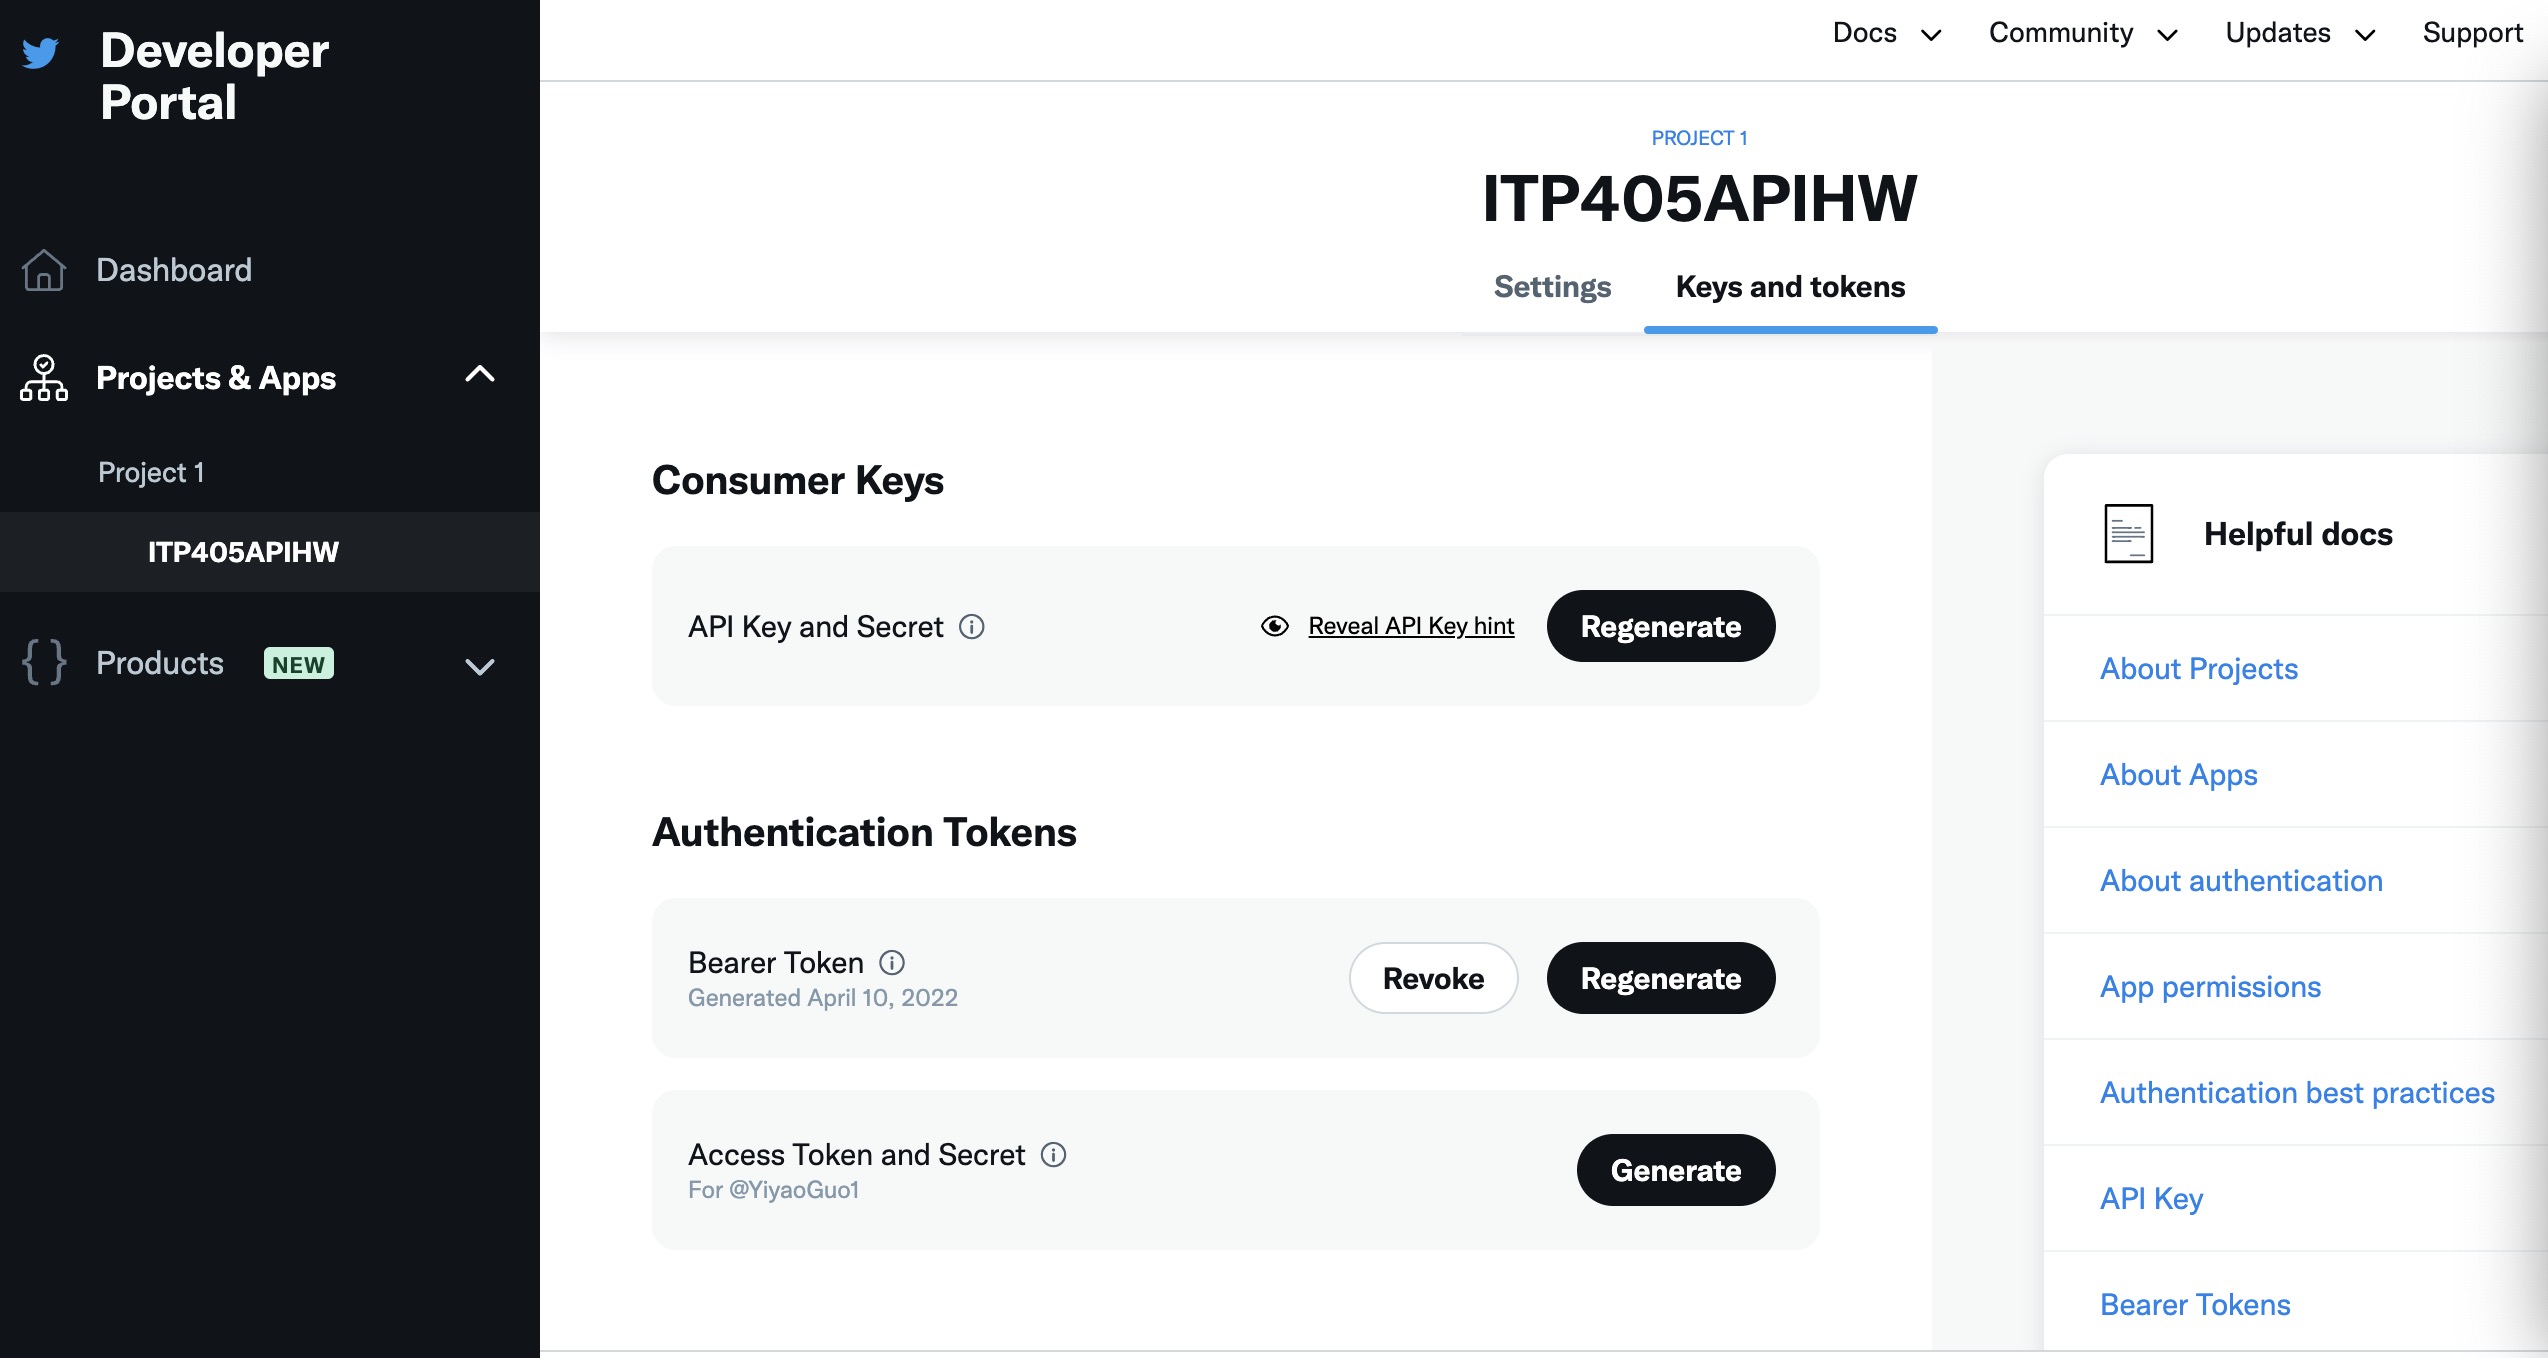 Developer
Portal
Dashboard
Projects & Apps
Project 1
ITP405APIHW
{ } Products NEW
Docs Community Updates Support
PROJECT 1
ITP405APIHW
Settings Keys and tokens
Consumer Keys
API Key and Secret Reveal API Key hint Regenerate
Authentication Tokens
Bearer Token
Generated April 10, 2022
Revoke Regenerate
Access Token and Secret
For @YiyaoGuo1
Generate
Helpful docs
About Projects
About Apps
About authentication
App permissions
Authentication best practices
API Key
Bearer Tokens